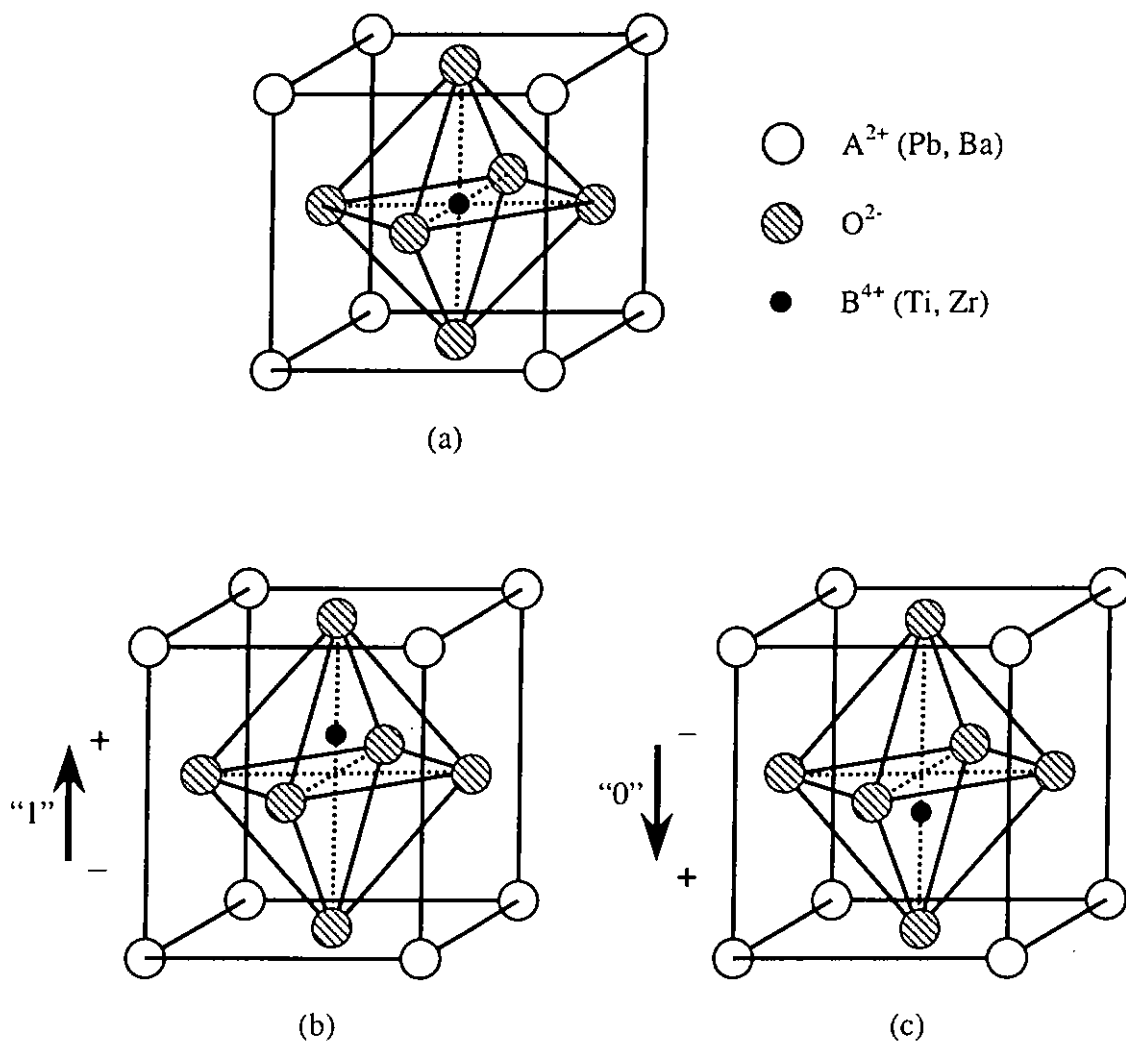 A²⁺ (Pb, Ba)
O²⁻
B⁴⁺ (Ti, Zr)
(a)
+
“1”
−
(b)
−
“0”
+
(c)